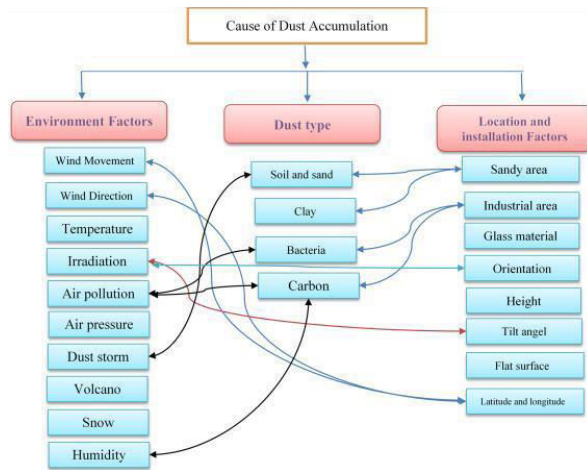 Cause of Dust Accumulation
Environment Factors
Wind Movement
Wind Direction
Temperature
Irradiation
Air pollution
Air pressure
Dust storm
Volcano
Snow
Humidity
Dust type
Soil and sand
Clay
Bacteria
Carbon
Location and
installation Factors
Sandy area
Industrial area
Glass material
Orientation
Height
Tilt angel
Flat surface
Latitude and longitude